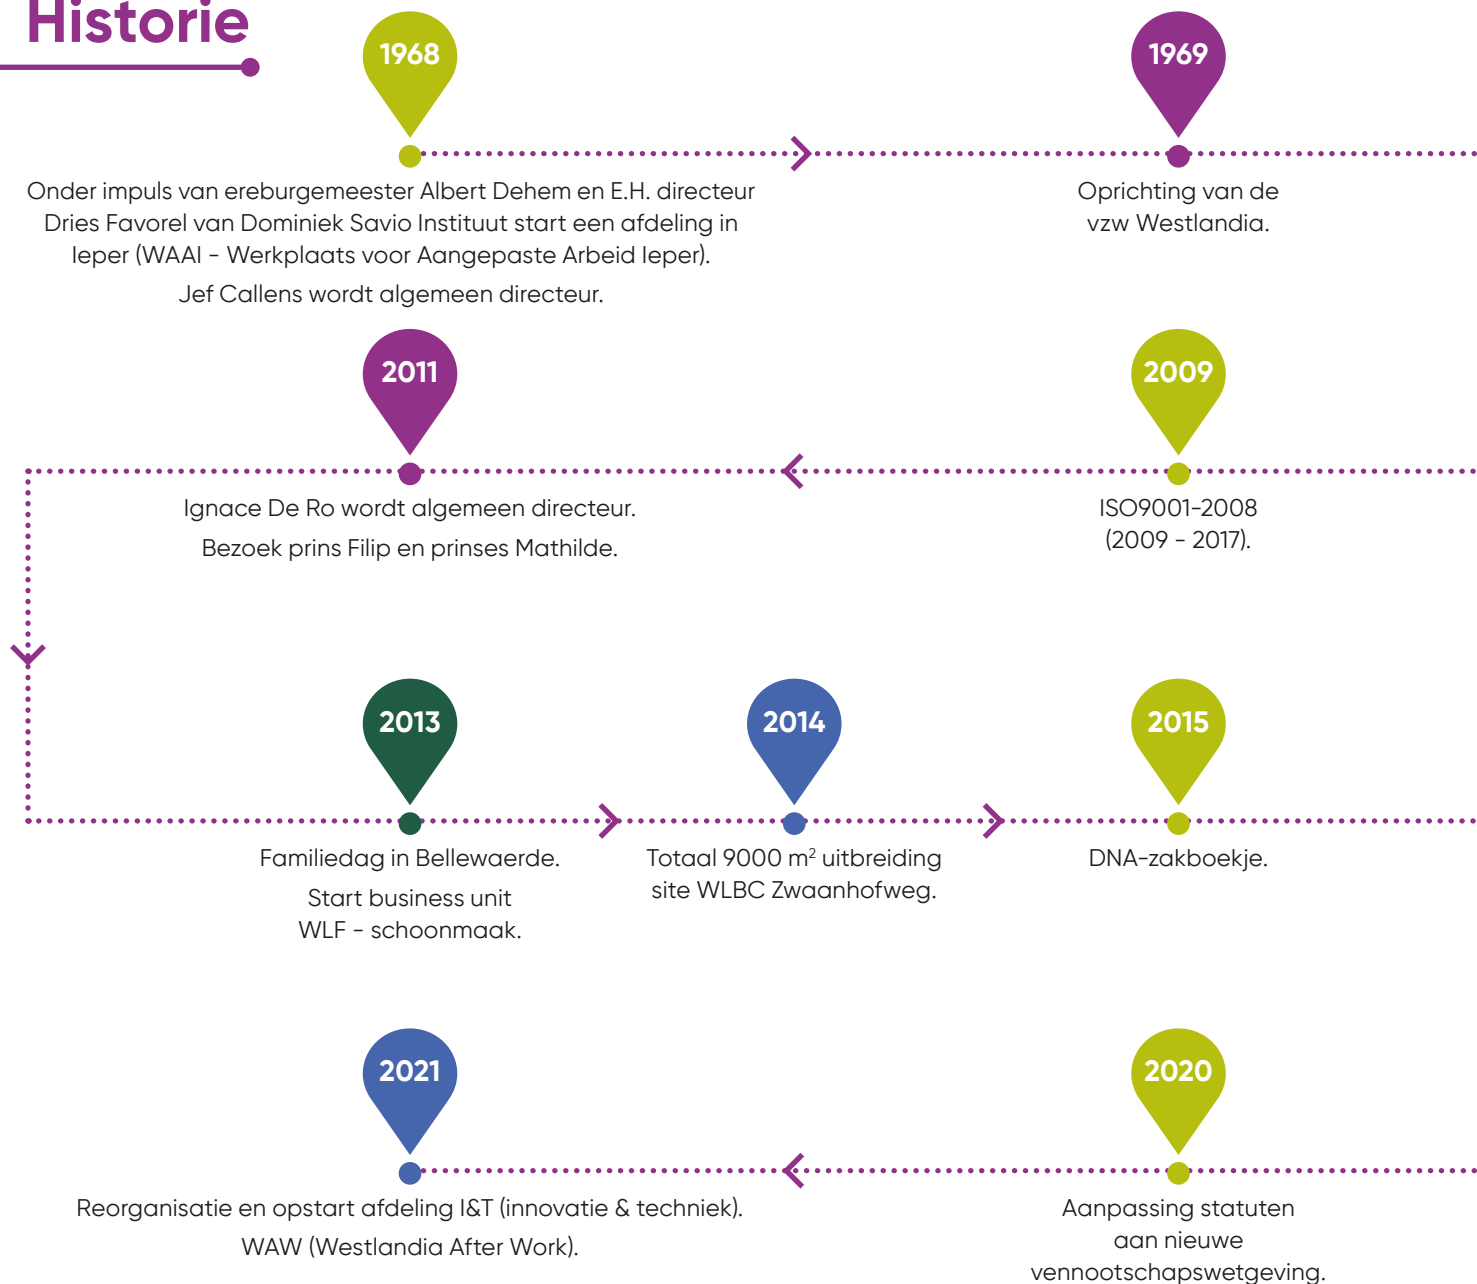 Historie
1968
Onder impuls van ereburgemeester Albert Dehem en E.H. directeur
Dries Favorel van Dominiek Savio Instituut start een afdeling in
Ieper (WAAI - Werkplaats voor Aangepaste Arbeid Ieper).
Jef Callens wordt algemeen directeur.
1969
Oprichting van de
vzw Westlandia.
2011
Ignace De Ro wordt algemeen directeur.
Bezoek prins Filip en prinses Mathilde.
2009
ISO9001-2008
(2009 - 2017).
2013
Familiedag in Bellewaerde.
Start business unit
WLF - schoonmaak.
2014
Totaal 9000 m² uitbreiding
site WLBC Zwaanhofweg.
2015
DNA-zakboekje.
2021
Reorganisatie en opstart afdeling I&T (innovatie & techniek).
WAW (Westlandia After Work).
2020
Aanpassing statuten
aan nieuwe
vennootschapswetgeving.